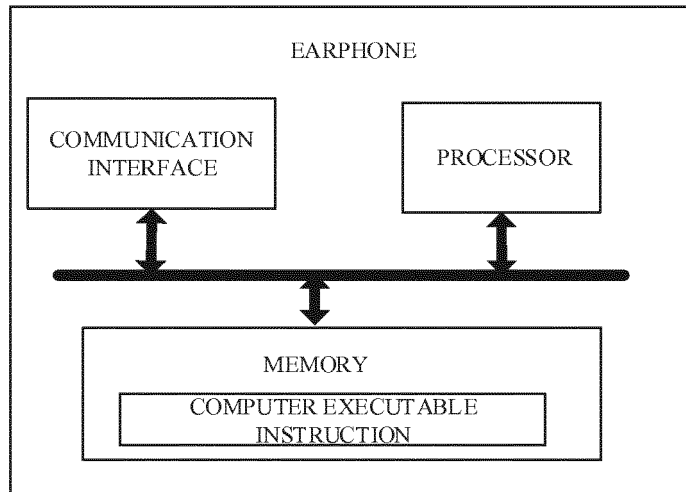 EARPHONE
COMMUNICATION
INTERFACE
PROCESSOR
MEMORY
COMPUTER EXECUTABLE
INSTRUCTION